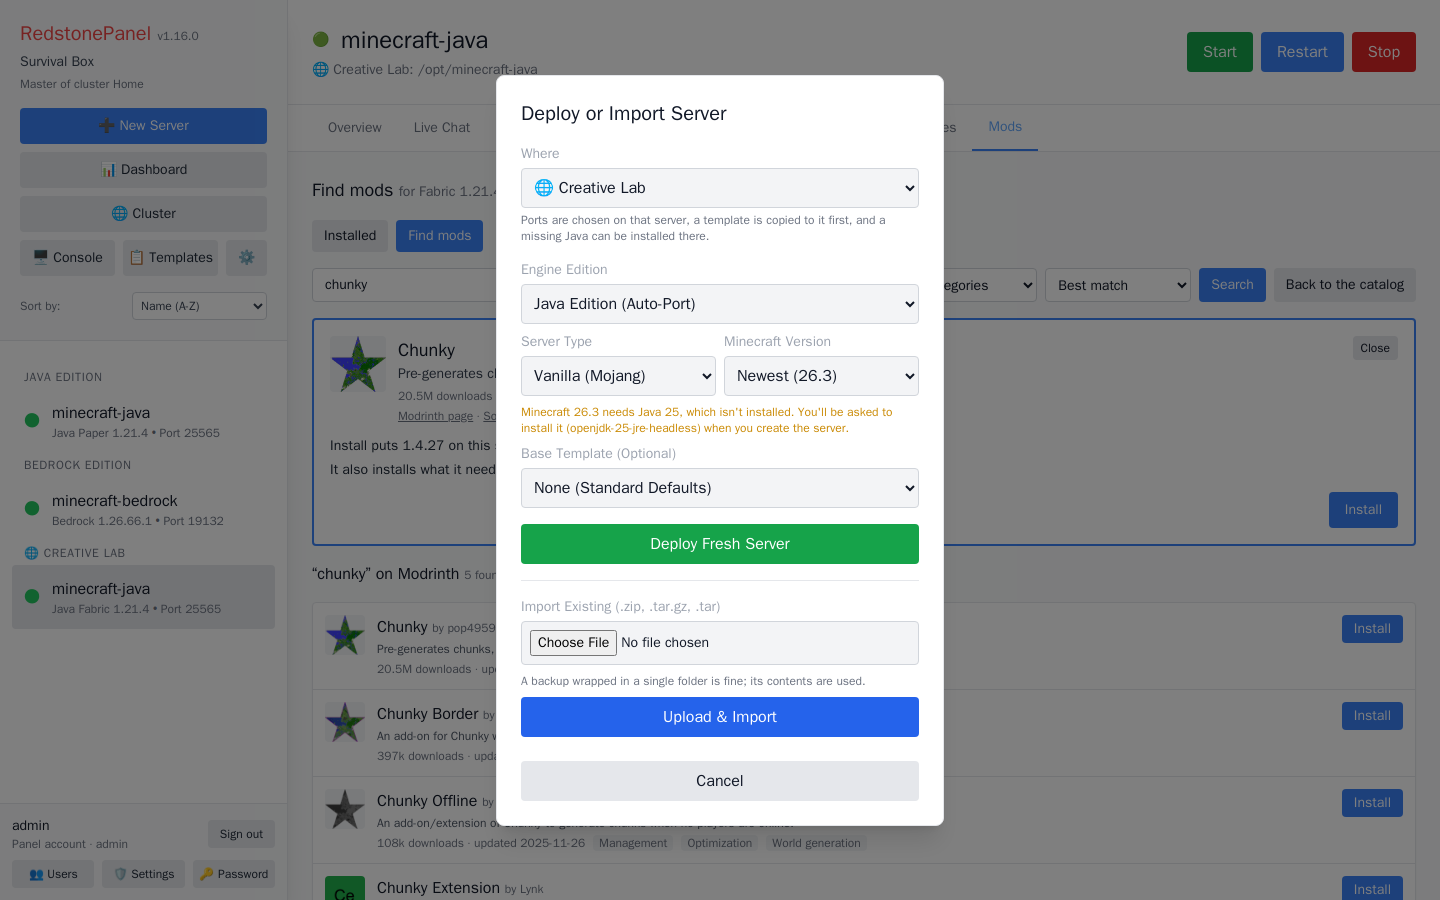 RedstonePanel v1.16.0
Survival Box
Master of cluster Home
➕ New Server
📊 Dashboard
🌐 Cluster
🖥️ Console
📋 Templates
⚙️
Sort by:
Name (A-Z)
JAVA EDITION
minecraft-java
Java Paper 1.21.4 • Port 25565
BEDROCK EDITION
minecraft-bedrock
Bedrock 1.26.66.1 • Port 19132
🌐 CREATIVE LAB
minecraft-java
Java Fabric 1.21.4 • Port 25565
admin
Panel account · admin
Sign out
👥 Users
🛡️ Settings
🔑 Password
minecraft-java
🌐 Creative Lab: /opt/minecraft-java
Start
Restart
Stop
Overview
Live Chat
Mods
Find mods for Fabric 1.21.4
Installed
Find mods
chunky
Best match
Search
Back to the catalog
Chunky
Close
Pre-generates
20.5M downloads
Modrinth page ·
Install puts 1.4.27 on this
It also installs what it need
Install
“chunky” on Modrinth 5
Chunky by pop4959
Pre-generates chunks,
20.5M downloads ·
Install
Chunky Border by
An add-on for Chunky
397k downloads ·
Install
Chunky Offline by
An add-on/extension
108k downloads · updated 2025-11-26 Management Optimization World generation
Install
Ce
Chunky Extension by Lynk
Install
Deploy or Import Server
Where
🌐 Creative Lab
Ports are chosen on that server, a template is copied to it first, and a
missing Java can be installed there.
Engine Edition
Java Edition (Auto-Port)
Server Type
Minecraft Version
Vanilla (Mojang)
Newest (26.3)
Minecraft 26.3 needs Java 25, which isn't installed. You'll be asked to
install it (openjdk-25-jre-headless) when you create the server.
Base Template (Optional)
None (Standard Defaults)
Deploy Fresh Server
Import Existing (.zip, .tar.gz, .tar)
Choose File No file chosen
A backup wrapped in a single folder is fine; its contents are used.
Upload & Import
Cancel